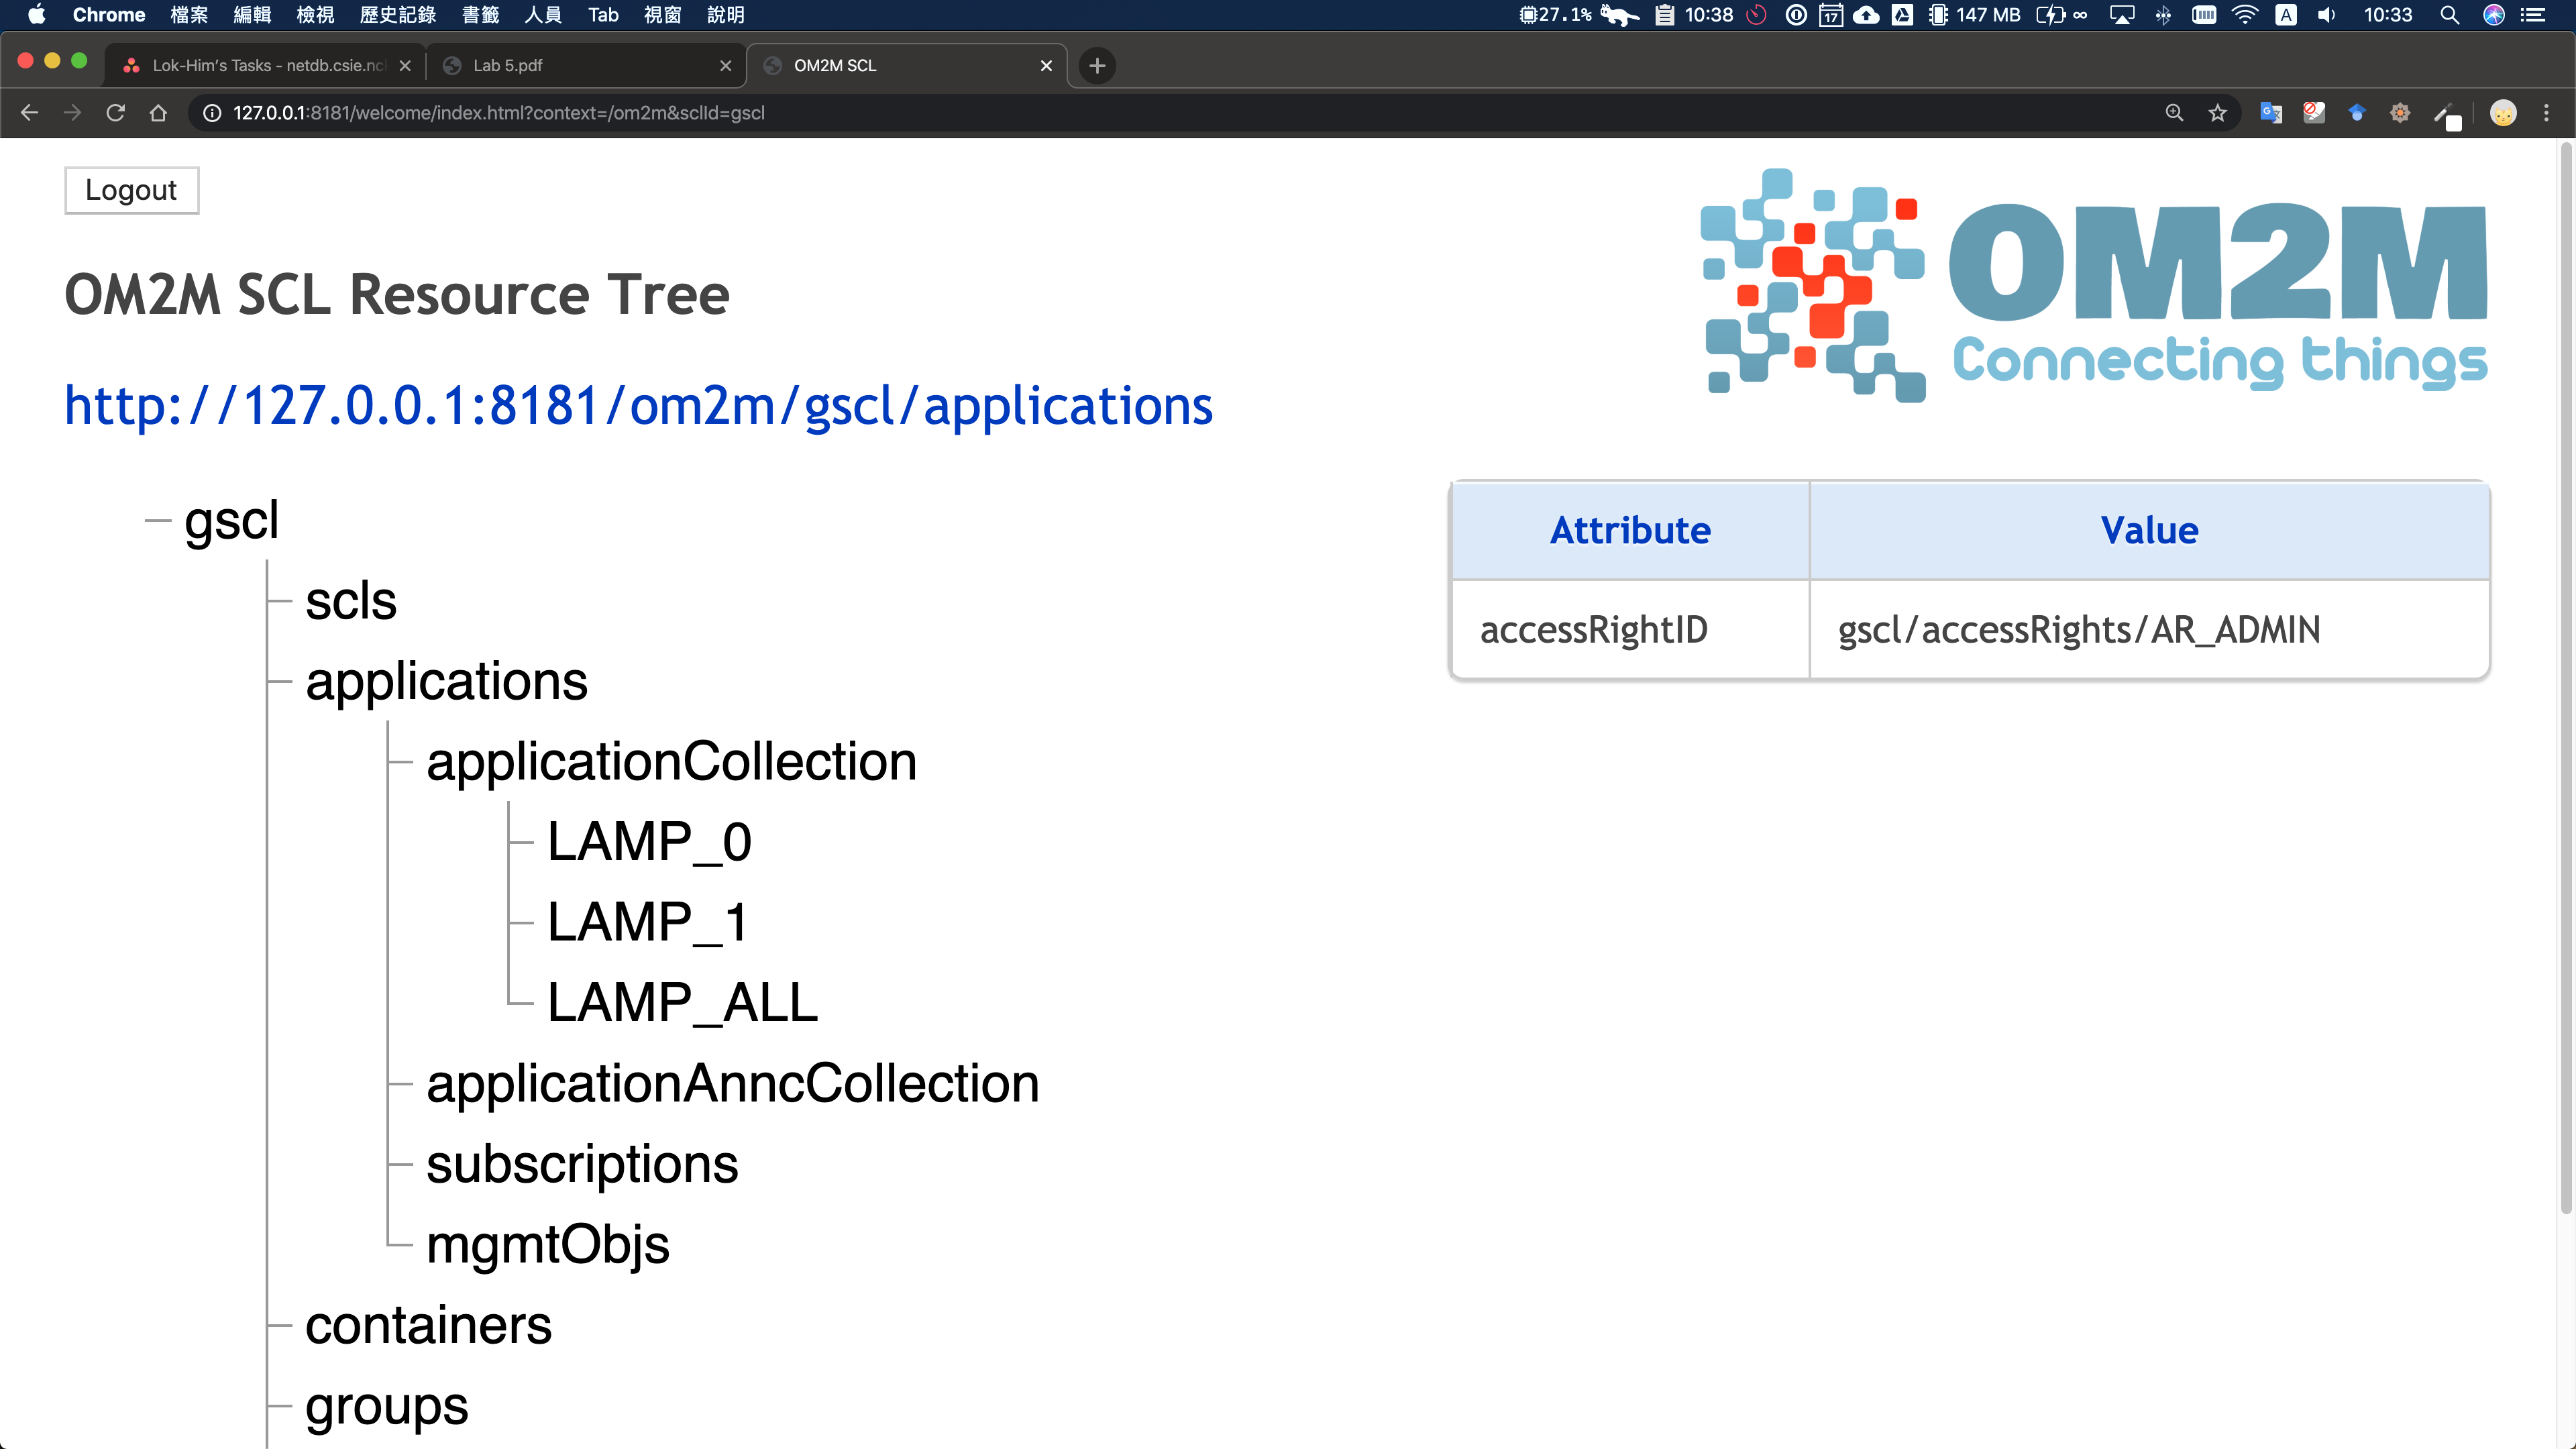 Chrome 檔案 編輯 檢視 歷史記錄 書籤 人員 Tab 視窗 說明 27.1% 10:38 17 147 MB ∞ A 10:33
Lok-Him's Tasks - netdb.csie.nc Lab 5.pdf OM2M SCL
127.0.0.1:8181/welcome/index.html?context=/om2m&sclId=gscl
Logout
OM2M
Connecting things
OM2M SCL Resource Tree
http://127.0.0.1:8181/om2m/gscl/applications
gscl
scls
applications
applicationCollection
LAMP_0
LAMP_1
LAMP_ALL
applicationAnncCollection
subscriptions
mgmtObjs
containers
groups
Attribute Value
accessRightID gscl/accessRights/AR_ADMIN